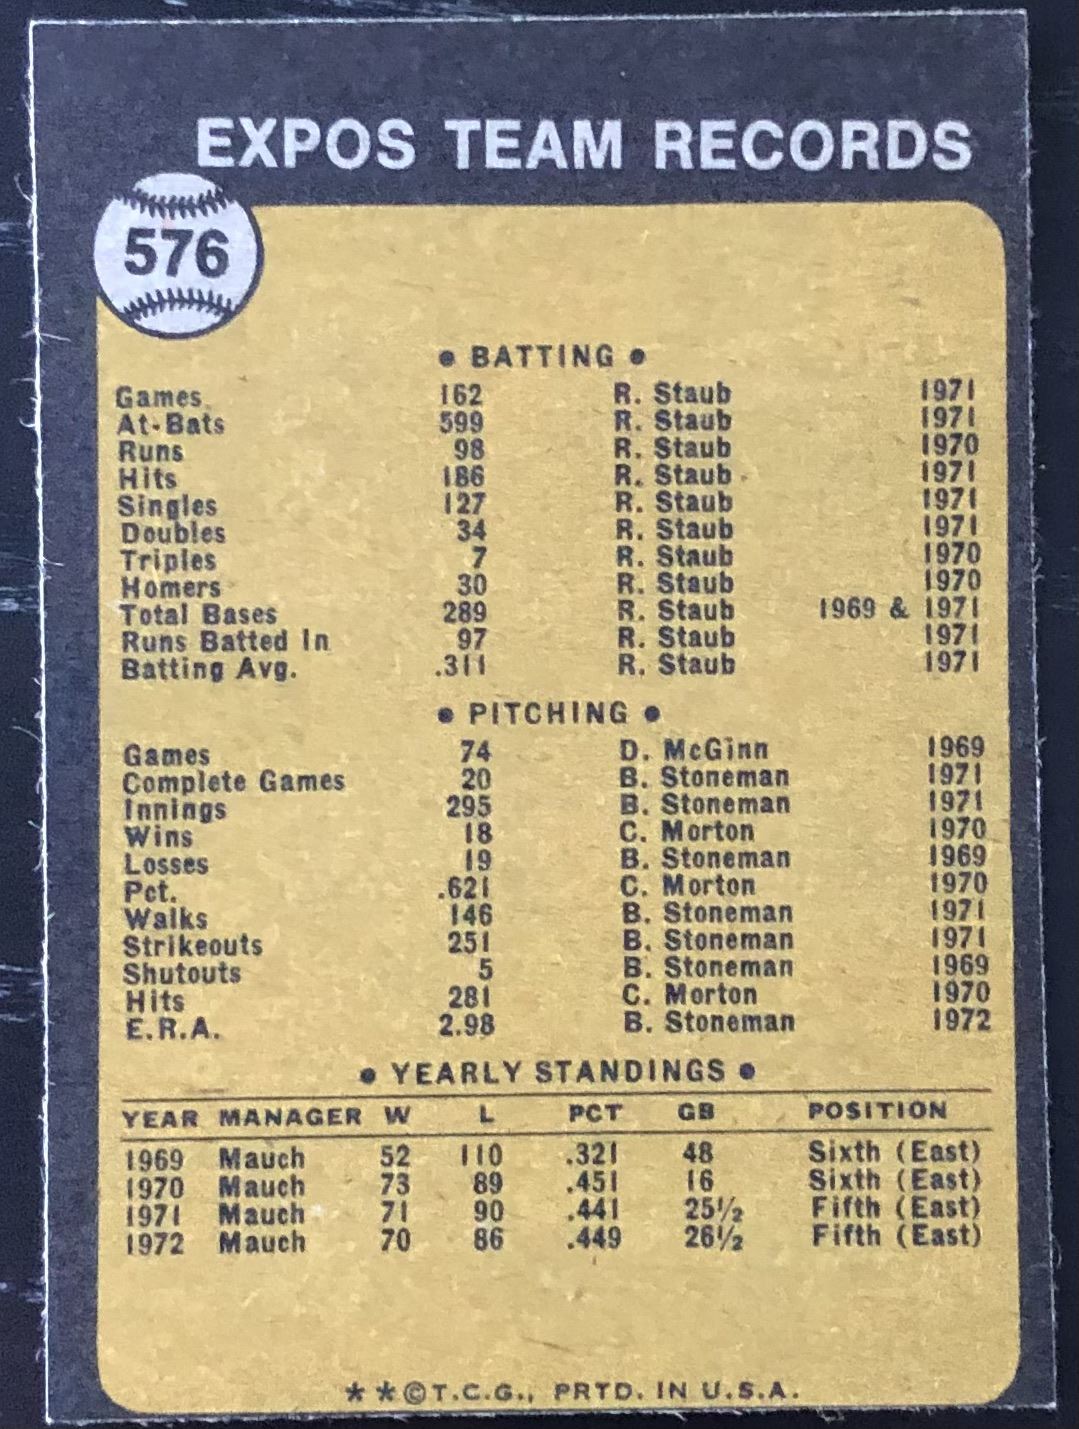 EXPOS TEAM RECORDS
576
● BATTING ●
Games 162 R. Staub 1971
At-Bats 599 R. Staub 1971
Runs 98 R. Staub 1970
Hits 186 R. Staub 1971
Singles 127 R. Staub 1971
Doubles 34 R. Staub 1971
Triples 7 R. Staub 1970
Homers 30 R. Staub 1970
Total Bases 289 R. Staub 1969 & 1971
Runs Batted In 97 R. Staub 1971
Batting Avg. .311 R. Staub 1971
● PITCHING ●
Games 74 D. McGinn 1969
Complete Games 20 B. Stoneman 1971
Innings 295 B. Stoneman 1971
Wins 18 C. Morton 1970
Losses 19 B. Stoneman 1969
Pct. .621 C. Morton 1970
Walks 146 B. Stoneman 1971
Strikeouts 251 B. Stoneman 1971
Shutouts 5 B. Stoneman 1969
Hits 281 C. Morton 1970
E.R.A. 2.98 B. Stoneman 1972
● YEARLY STANDINGS ●
YEAR MANAGER W L PCT GB POSITION
1969 Mauch 52 110 .321 48 Sixth (East)
1970 Mauch 73 89 .451 16 Sixth (East)
1971 Mauch 71 90 .441 25½ Fifth (East)
1972 Mauch 70 86 .449 26½ Fifth (East)
* * © T.C.G., PRTD. IN U.S.A.